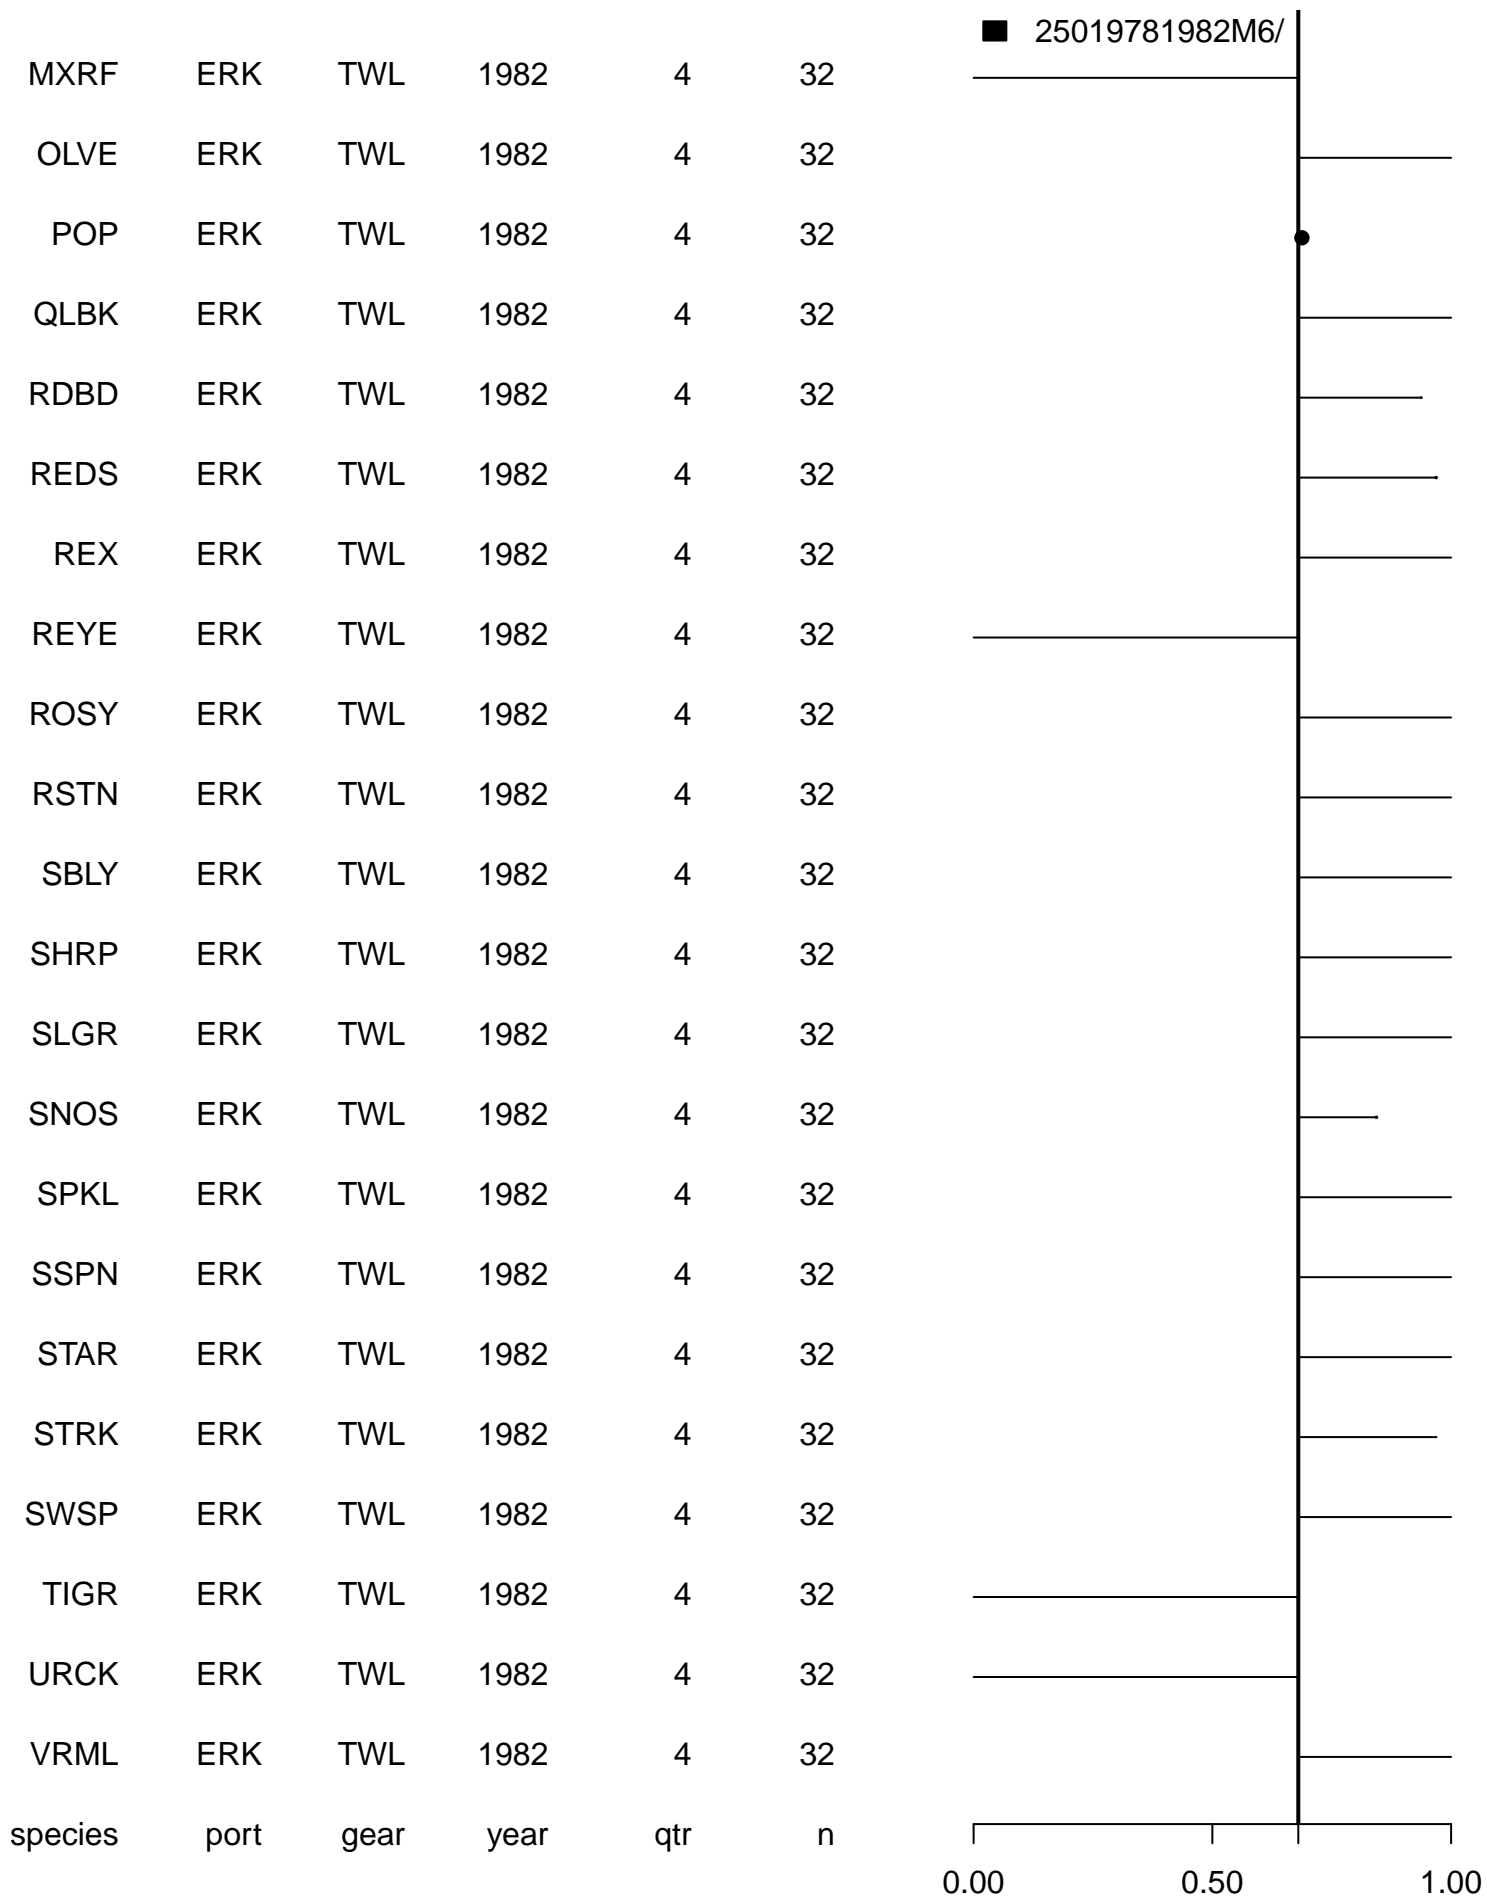 25019781982M6/
MXRF ERK TWL 1982 4 32
OLVE ERK TWL 1982 4 32
POP ERK TWL 1982 4 32
QLBK ERK TWL 1982 4 32
RDBD ERK TWL 1982 4 32
REDS ERK TWL 1982 4 32
REX ERK TWL 1982 4 32
REYE ERK TWL 1982 4 32
ROSY ERK TWL 1982 4 32
RSTN ERK TWL 1982 4 32
SBLY ERK TWL 1982 4 32
SHRP ERK TWL 1982 4 32
SLGR ERK TWL 1982 4 32
SNOS ERK TWL 1982 4 32
SPKL ERK TWL 1982 4 32
SSPN ERK TWL 1982 4 32
STAR ERK TWL 1982 4 32
STRK ERK TWL 1982 4 32
SWSP ERK TWL 1982 4 32
TIGR ERK TWL 1982 4 32
URCK ERK TWL 1982 4 32
VRML ERK TWL 1982 4 32
species port gear year qtr n
0.00 0.50 1.00